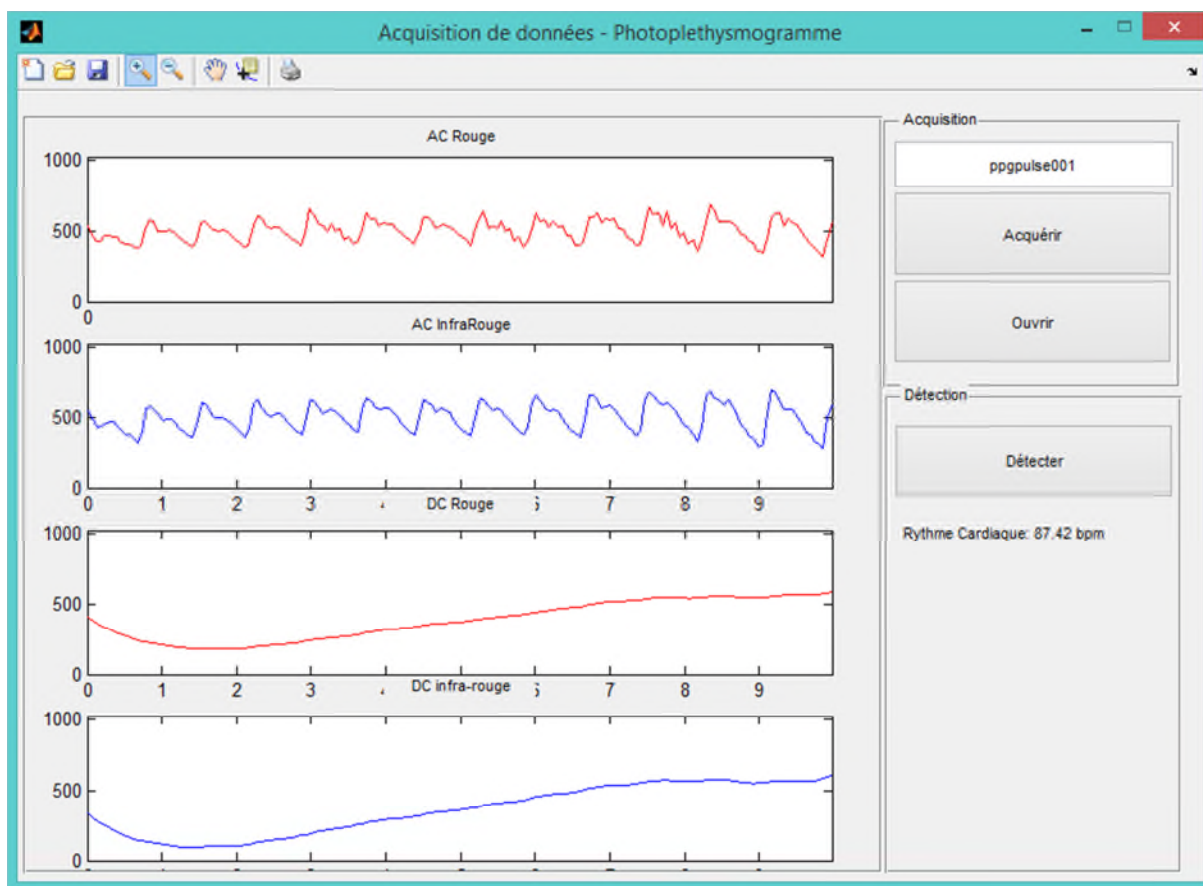 Acquisition de données - Photoplethysmogramme
AC Rouge
1000
500
0
0
AC InfraRouge
1000
500
0
0 1 2 3 5 6 7 8 9
DC Rouge
1000
500
0
0 1 2 3 5 6 7 8 9
DC infra-rouge
1000
500
0
Acquisition
ppgpulse001
Acquérir
Ouvrir
Détection
Détecter
Rythme Cardiaque: 87.42 bpm